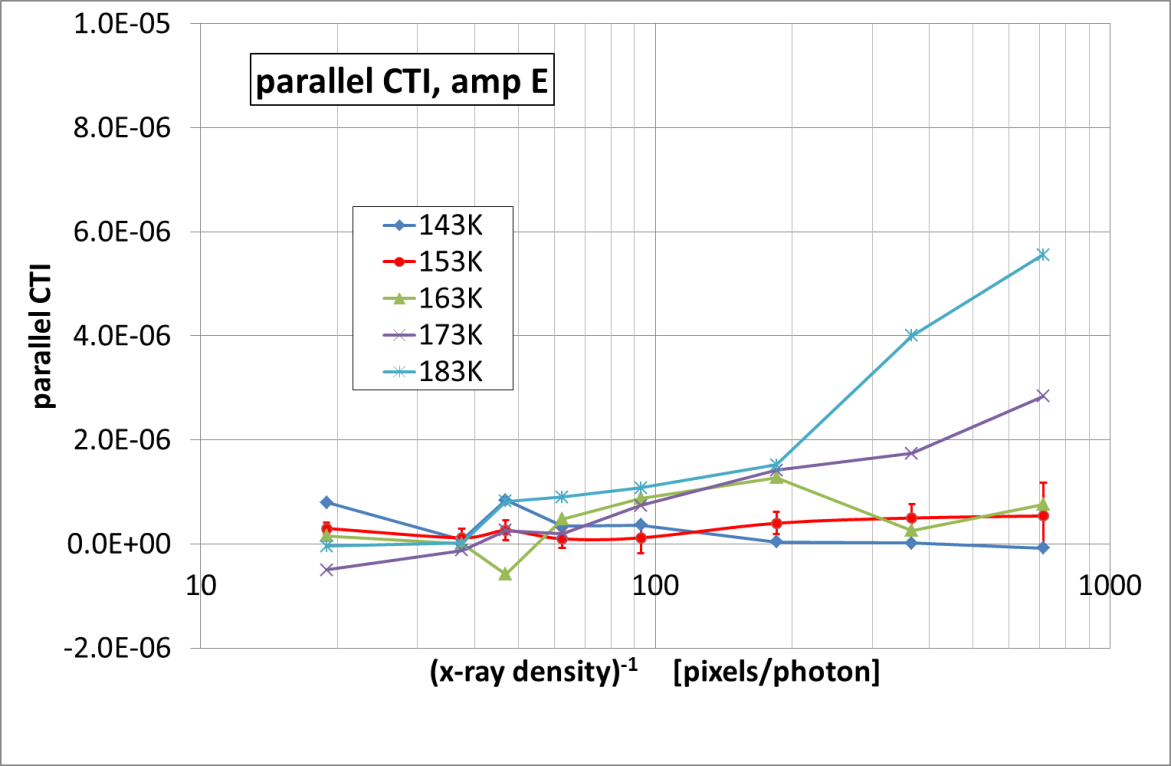 1.0E-05
8.0E-06
6.0E-06
4.0E-06
2.0E-06
0.0E+00
-2.0E-06
parallel CTI
parallel CTI, amp E
143K
153K
163K
173K
183K
10 100 1000
(x-ray density)⁻¹ [pixels/photon]